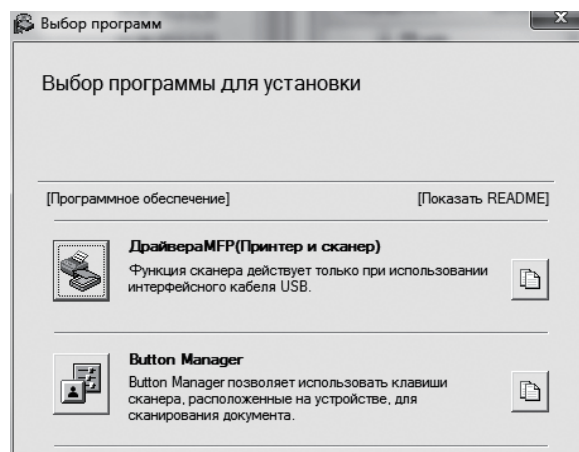 Выбор программ
Выбор программы для установки
[Программное обеспечение] [Показать README]
ДрайвераMFP(Принтер и сканер)
Функция сканера действует только при использовании
интерфейсного кабеля USB.
Button Manager
Button Manager позволяет использовать клавиши
сканера, расположенные на устройстве, для
сканирования документа.